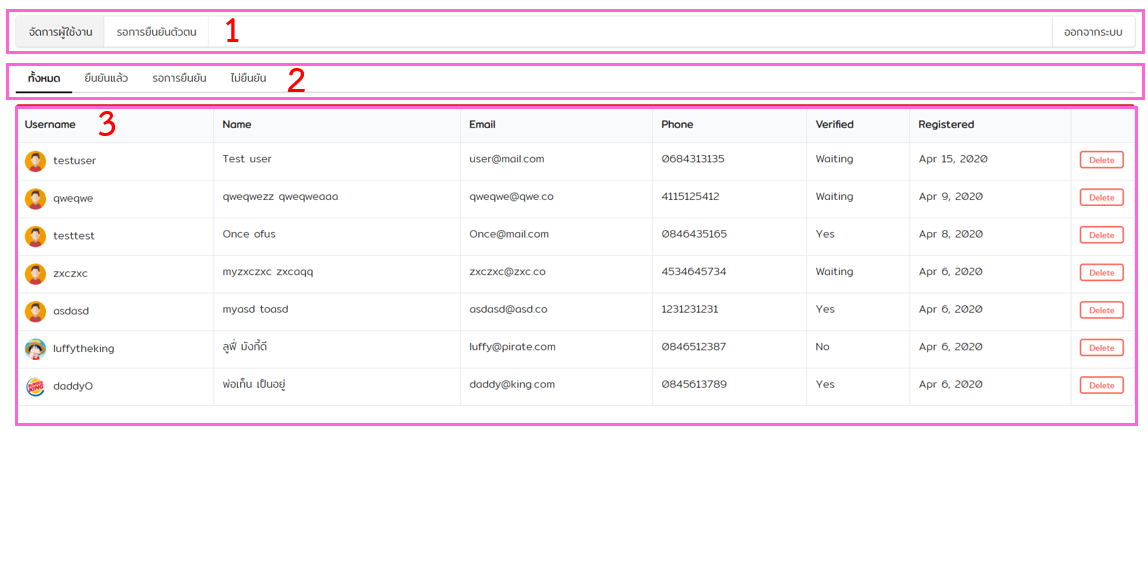 จัดการผู้ใช้งาน รอการยืนยันตัวตน 1 ออกจากระบบ
ทั้งหมด ยืนยันแล้ว รอการยืนยัน ไม่ยืนยัน 2
Username 3 Name Email Phone Verified Registered
testuser Test user user@mail.com 0684313135 Waiting Apr 15, 2020 Delete
qweqwe qweqwezz qweqweaaa qweqwe@qwe.co 4115125412 Waiting Apr 9, 2020 Delete
testtest Once ofus Once@mail.com 0846435165 Yes Apr 8, 2020 Delete
zxczxc myzxczxc zxcaqq zxczxc@zxc.co 4534645734 Waiting Apr 6, 2020 Delete
asdasd myasd toasd asdasd@asd.co 1231231231 Yes Apr 6, 2020 Delete
luffytheking ลูฟี่ มังกี้ดี luffy@pirate.com 0846512387 No Apr 6, 2020 Delete
daddyO พ่อเก็น เป็นอยู่ daddy@king.com 0845613789 Yes Apr 6, 2020 Delete